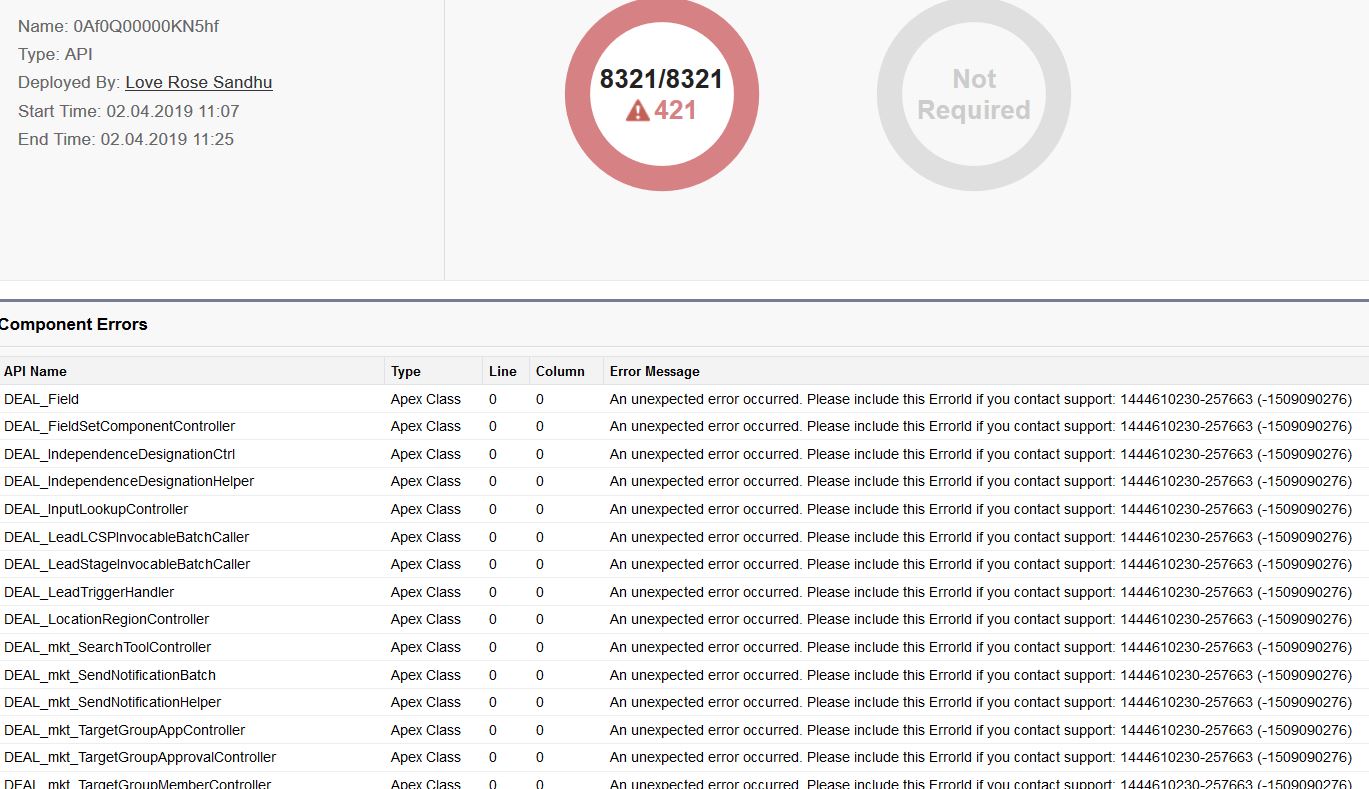 Name: 0Af0Q00000KN5hf
Type: API
Deployed By: Love Rose Sandhu
Start Time: 02.04.2019 11:07
End Time: 02.04.2019 11:25
8321/8321
421
Not
Required
Component Errors
API Name Type Line Column Error Message
DEAL_Field Apex Class 0 0 An unexpected error occurred. Please include this ErrorId if you contact support: 1444610230-257663 (-1509090276)
DEAL_FieldSetComponentController Apex Class 0 0 An unexpected error occurred. Please include this ErrorId if you contact support: 1444610230-257663 (-1509090276)
DEAL_IndependenceDesignationCtrl Apex Class 0 0 An unexpected error occurred. Please include this ErrorId if you contact support: 1444610230-257663 (-1509090276)
DEAL_IndependenceDesignationHelper Apex Class 0 0 An unexpected error occurred. Please include this ErrorId if you contact support: 1444610230-257663 (-1509090276)
DEAL_InputLookupController Apex Class 0 0 An unexpected error occurred. Please include this ErrorId if you contact support: 1444610230-257663 (-1509090276)
DEAL_LeadLCSPInvocableBatchCaller Apex Class 0 0 An unexpected error occurred. Please include this ErrorId if you contact support: 1444610230-257663 (-1509090276)
DEAL_LeadStageInvocableBatchCaller Apex Class 0 0 An unexpected error occurred. Please include this ErrorId if you contact support: 1444610230-257663 (-1509090276)
DEAL_LeadTriggerHandler Apex Class 0 0 An unexpected error occurred. Please include this ErrorId if you contact support: 1444610230-257663 (-1509090276)
DEAL_LocationRegionController Apex Class 0 0 An unexpected error occurred. Please include this ErrorId if you contact support: 1444610230-257663 (-1509090276)
DEAL_mkt_SearchToolController Apex Class 0 0 An unexpected error occurred. Please include this ErrorId if you contact support: 1444610230-257663 (-1509090276)
DEAL_mkt_SendNotificationBatch Apex Class 0 0 An unexpected error occurred. Please include this ErrorId if you contact support: 1444610230-257663 (-1509090276)
DEAL_mkt_SendNotificationHelper Apex Class 0 0 An unexpected error occurred. Please include this ErrorId if you contact support: 1444610230-257663 (-1509090276)
DEAL_mkt_TargetGroupAppController Apex Class 0 0 An unexpected error occurred. Please include this ErrorId if you contact support: 1444610230-257663 (-1509090276)
DEAL_mkt_TargetGroupApprovalController Apex Class 0 0 An unexpected error occurred. Please include this ErrorId if you contact support: 1444610230-257663 (-1509090276)
DEAL_mkt_TargetGroupMemberController Apex Class 0 0 An unexpected error occurred. Please include this ErrorId if you contact support: 1444610230-257663 (-1509090276)